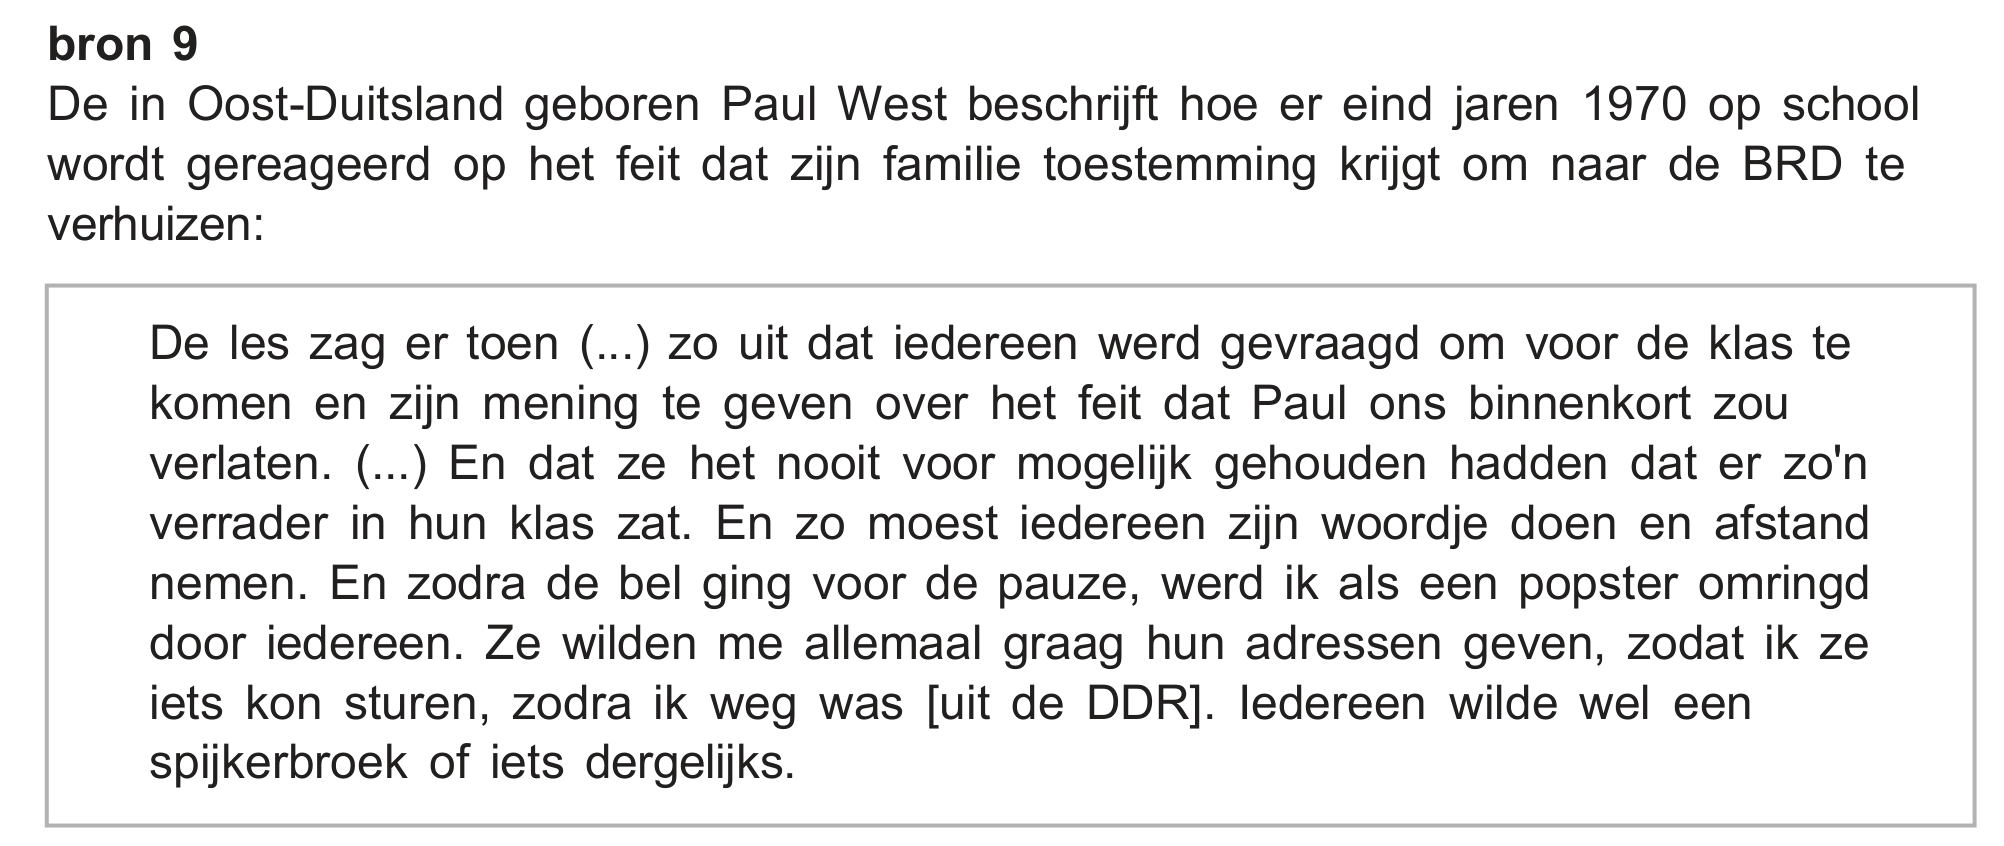 bron 9
De in Oost-Duitsland geboren Paul West beschrijft hoe er eind jaren 1970 op school
wordt gereageerd op het feit dat zijn familie toestemming krijgt om naar de BRD te
verhuizen:
De les zag er toen (...) zo uit dat iedereen werd gevraagd om voor de klas te
komen en zijn mening te geven over het feit dat Paul ons binnenkort zou
verlaten. (...) En dat ze het nooit voor mogelijk gehouden hadden dat er zo'n
verrader in hun klas zat. En zo moest iedereen zijn woordje doen en afstand
nemen. En zodra de bel ging voor de pauze, werd ik als een popster omringd
door iedereen. Ze wilden me allemaal graag hun adressen geven, zodat ik ze
iets kon sturen, zodra ik weg was [uit de DDR]. Iedereen wilde wel een
spijkerbroek of iets dergelijks.